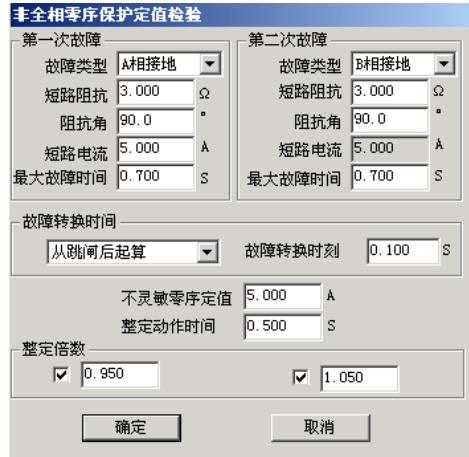 非全相零序保护定值检验
第一次故障
故障类型 A相接地
短路阻抗 3.000 Ω
阻抗角 90.0 °
短路电流 5.000 A
最大故障时间 0.700 S
第二次故障
故障类型 B相接地
短路阻抗 3.000 Ω
阻抗角 90.0 °
短路电流 5.000 A
最大故障时间 0.700 S
故障转换时间
从跳闸后起算 故障转换时刻 0.100 S
不灵敏零序定值 5.000 A
整定动作时间 0.500 S
整定倍数
0.950 1.050
确定 取消